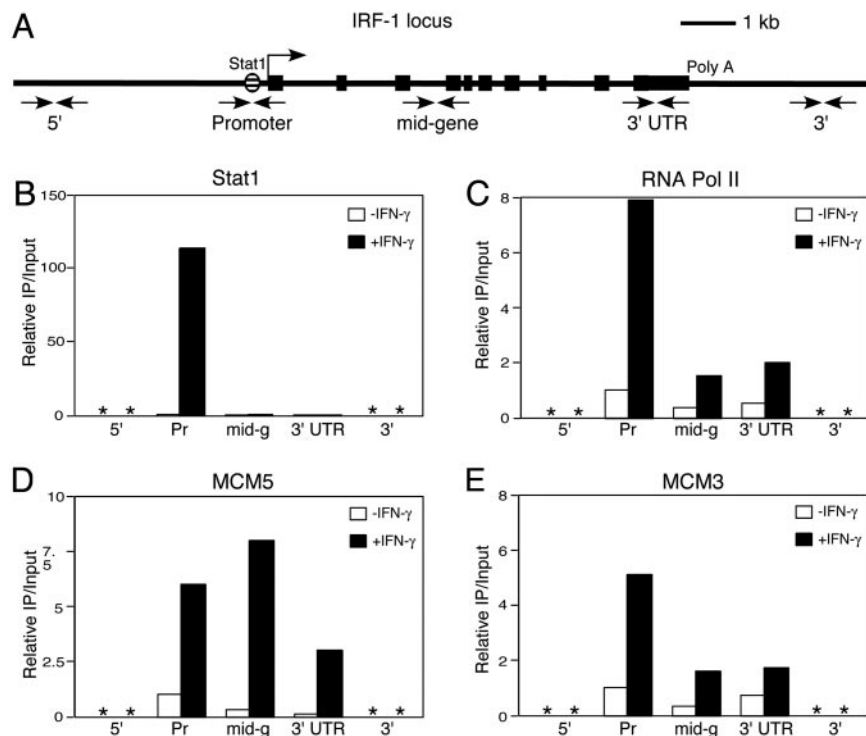 A
IRF-1 locus
1 kb
Stat1
Poly A
5' Promoter mid-gene 3' UTR 3'
B
Stat1
150
100
50
0
Relative IP/Input
-IFN-γ
+IFN-γ
* * * *
5' Pr mid-g 3' UTR 3'
C
RNA Pol II
8
6
4
2
0
Relative IP/Input
-IFN-γ
+IFN-γ
* * * *
5' Pr mid-g 3' UTR 3'
D
MCM5
10
7.
5
5
2.5
0
Relative IP/Input
-IFN-γ
+IFN-γ
* * * *
5' Pr mid-g 3' UTR 3'
E
MCM3
8
6
4
2
0
Relative IP/Input
-IFN-γ
+IFN-γ
* * * *
5' Pr mid-g 3' UTR 3'